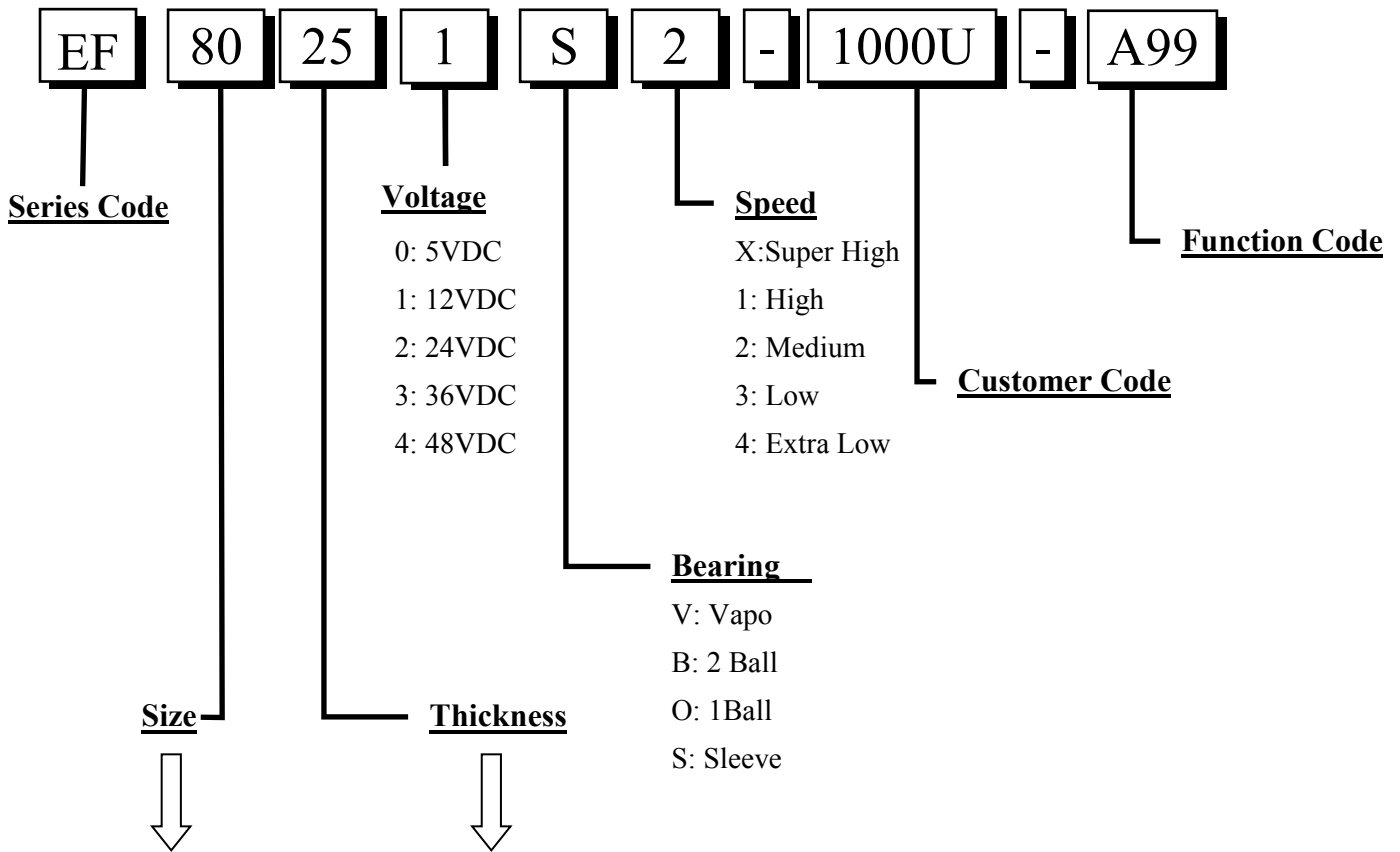 EF 80 25 1 S 2 - 1000U - A99
Series Code
Voltage
0: 5VDC
1: 12VDC
2: 24VDC
3: 36VDC
4: 48VDC
Speed
X:Super High
1: High
2: Medium
3: Low
4: Extra Low
Function Code
Customer Code
Bearing
V: Vapo
B: 2 Ball
O: 1Ball
S: Sleeve
Size
Thickness